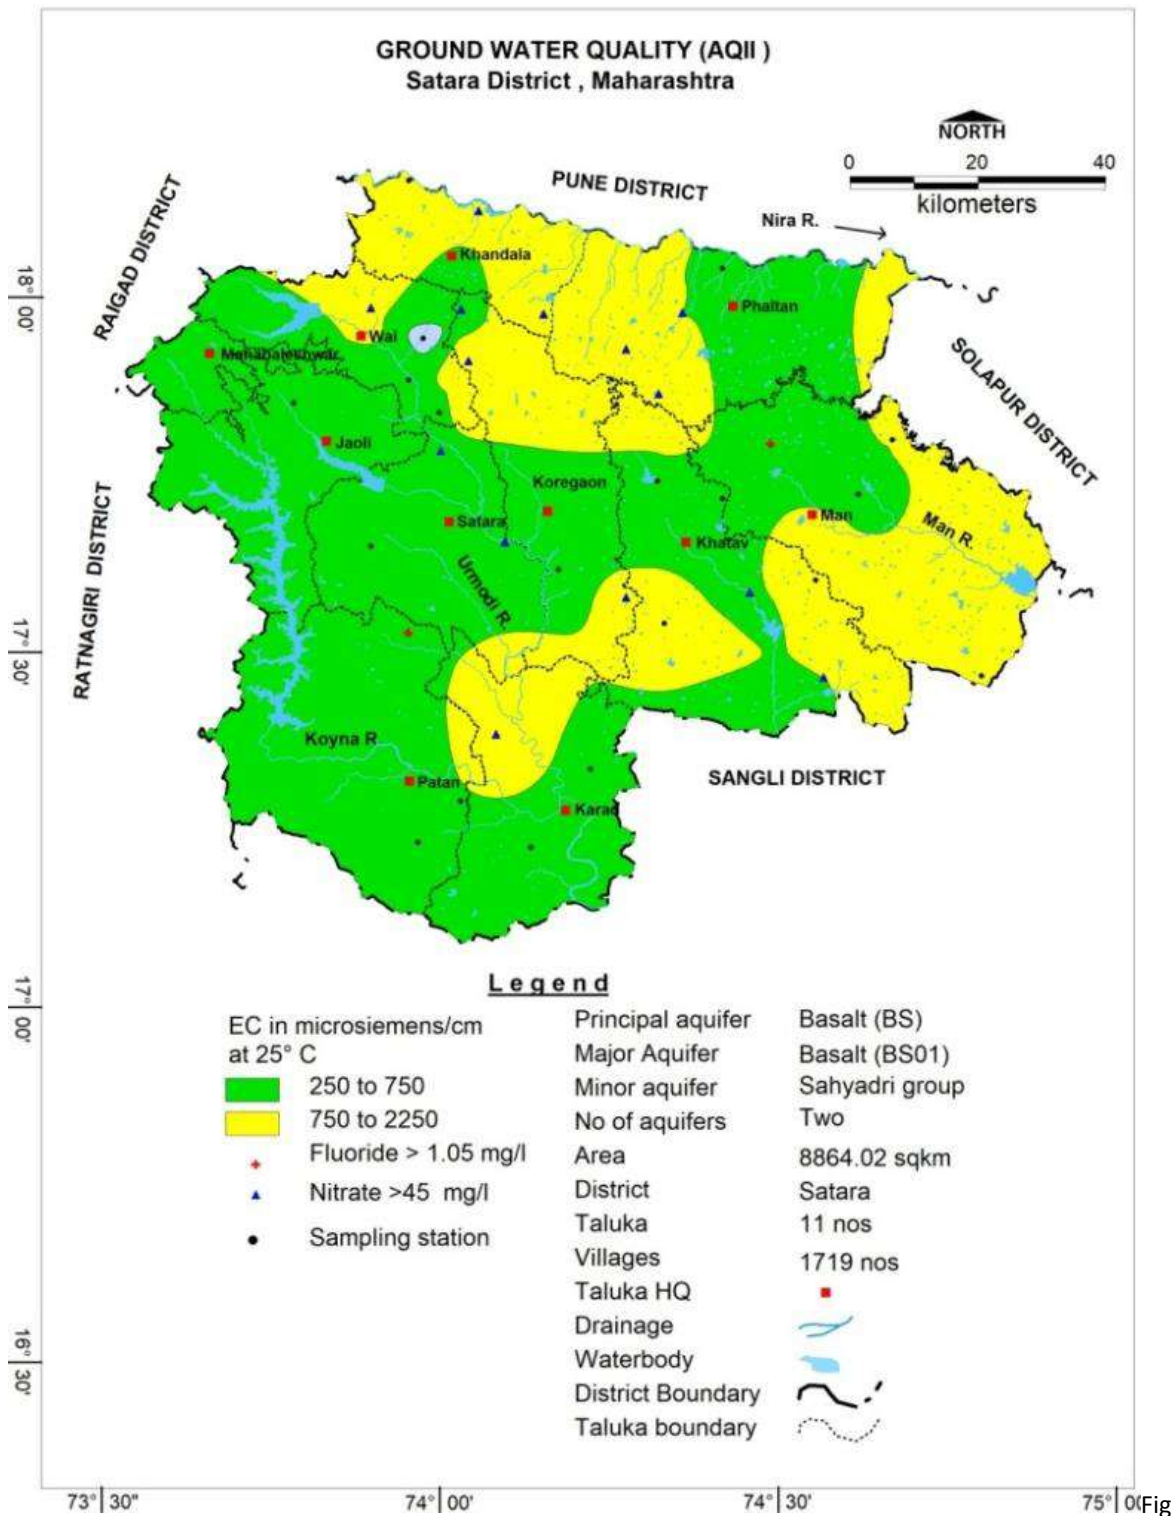 GROUND WATER QUALITY (AQII )
Satara District , Maharashtra
NORTH
0 20 40
kilometers
PUNE DISTRICT
Nira R.
RAIGAD DISTRICT
Khandala
18° 00'
Phaltan
Wai
Mahabaleshwar
SOLAPUR DISTRICT
Jaoli
Koregaon
Satara
Man
Man R.
Khatav
RATNAGIRI DISTRICT
Urmodi R.
17° 30'
Koyna R
SANGLI DISTRICT
Patan
Karad
Legend
17° 00'
EC in microsiemens/cm
at 25° C
250 to 750
750 to 2250
Fluoride > 1.05 mg/l
Nitrate >45 mg/l
Sampling station
Principal aquifer Basalt (BS)
Major Aquifer Basalt (BS01)
Minor aquifer Sahyadri group
No of aquifers Two
Area 8864.02 sqkm
District Satara
Taluka 11 nos
Villages 1719 nos
Taluka HQ
Drainage
Waterbody
District Boundary
Taluka boundary
16° 30'
73° 30" 74° 00' 74° 30' 75° 00
Fig